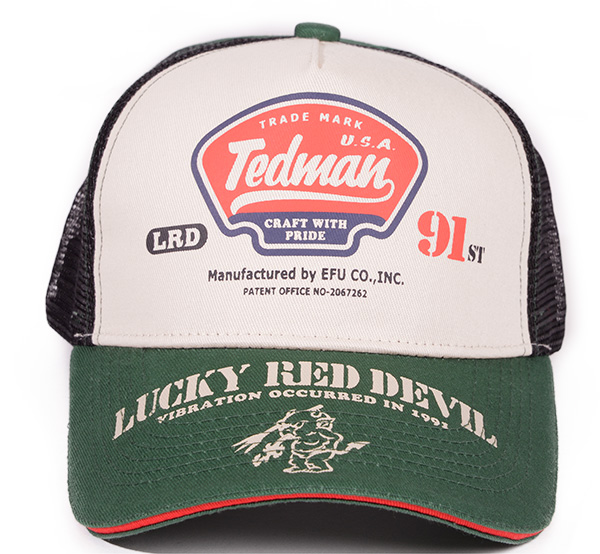 TRADE MARK
U.S.A.
Tedman
CRAFT WITH
PRIDE
LRD
91ST
Manufactured by EFU CO.,INC.
PATENT OFFICE NO-2067262
LUCKY RED DEVIL
VIBRATION OCCURRED IN 1991